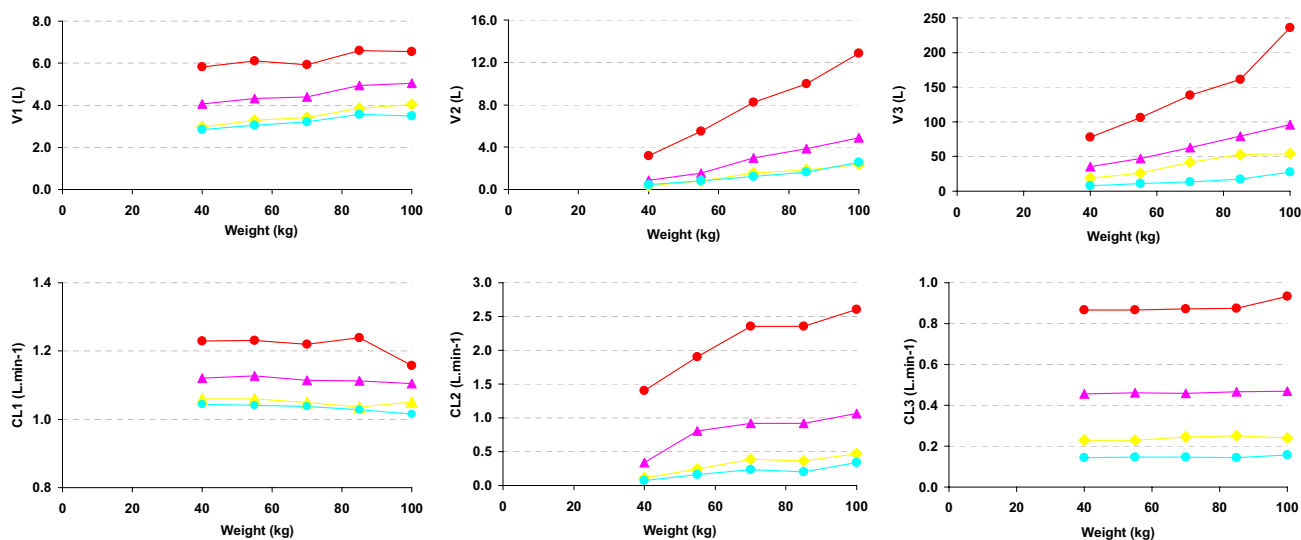 V1 (L)
8.0
6.0
4.0
2.0
0.0
0 20 40 60 80 100
Weight (kg)
V2 (L)
16.0
12.0
8.0
4.0
0.0
0 20 40 60 80 100
Weight (kg)
V3 (L)
250
200
150
100
50
0
0 20 40 60 80 100
Weight (kg)
CL1 (L.min-1)
1.4
1.2
1.0
0.8
0 20 40 60 80 100
Weight (kg)
CL2 (L.min-1)
3.0
2.5
2.0
1.5
1.0
0.5
0.0
0 20 40 60 80 100
Weight (kg)
CL3 (L.min-1)
1.0
0.8
0.6
0.4
0.2
0.0
0 20 40 60 80 100
Weight (kg)